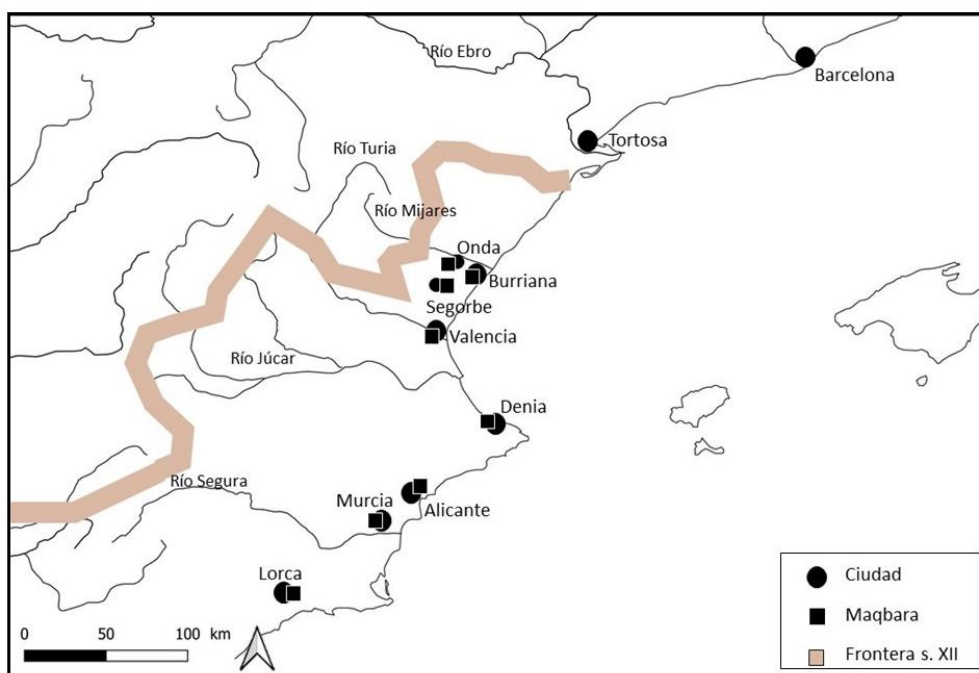 Río Ebro
Barcelona
Tortosa
Río Turia
Río Mijares
Onda
Burriana
Segorbe
Valencia
Río Júcar
Denia
Río Segura
Murcia
Alicante
Lorca
0 50 100 km
Ciudad
Maqbara
Frontera s. XII